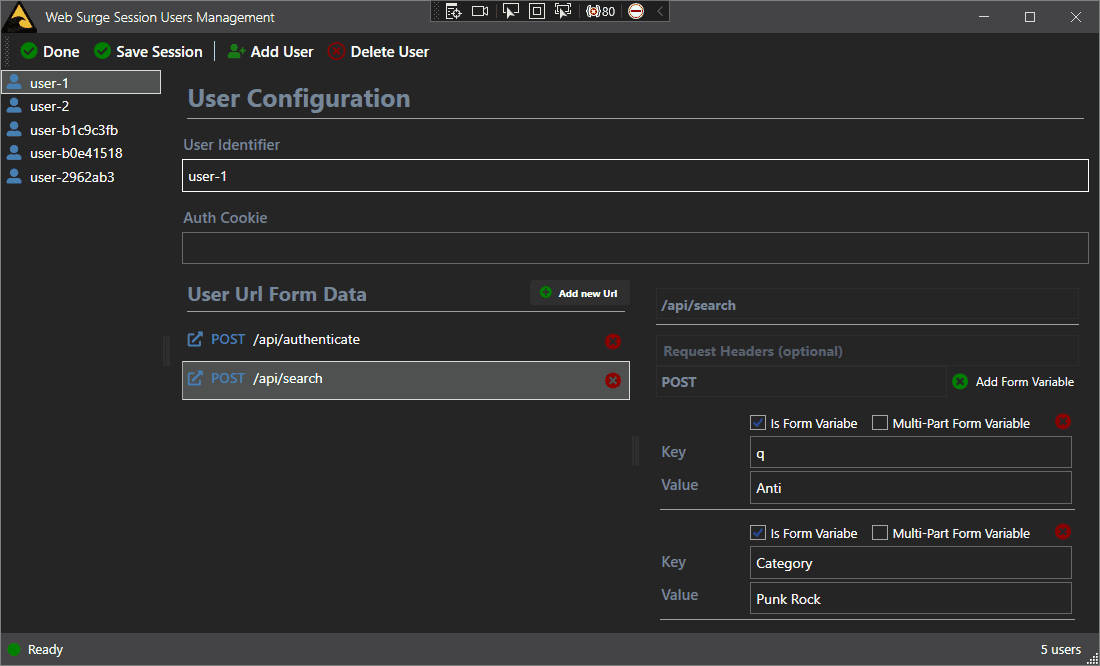 Web Surge Session Users Management
80
Done Save Session Add User Delete User
user-1
user-2
user-b1c9c3fb
user-b0e41518
user-2962ab3
User Configuration
User Identifier
user-1
Auth Cookie
User Url Form Data
Add new Url
POST /api/authenticate
POST /api/search
/api/search
Request Headers (optional)
POST
Add Form Variable
Is Form Variabe Multi-Part Form Variable
Key q
Value Anti
Is Form Variabe Multi-Part Form Variable
Key Category
Value Punk Rock
Ready
5 users